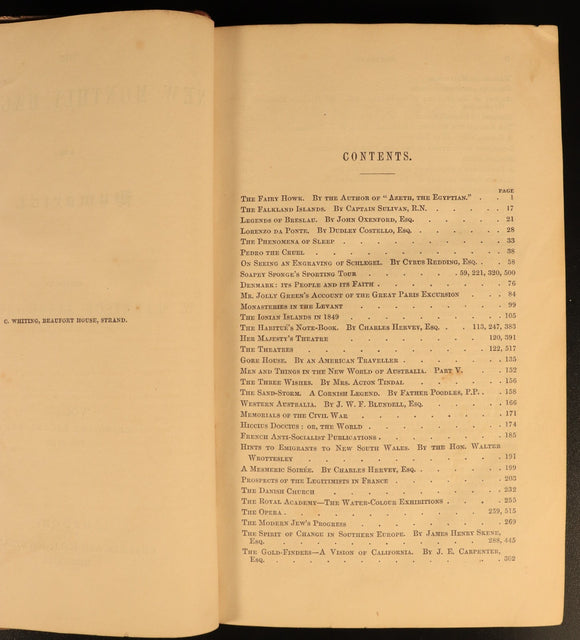 C. WHITING, BEAUFORT HOUSE, STRAND.
CONTENTS.
PAGE
The Fairy Howk. By the Author of "Azeth, the Egyptian." . . 1
The Falkland Islands. By Captain Sulivan, R.N. . . . . 17
Legends of Breslau. By John Oxenford, Esq. . . . . . 21
Lorenzo da Ponte. By Dudley Costello, Esq. . . . . . 28
The Phenomena of Sleep . . . . . . . . . 33
Pedro the Cruel . . . . . . . . . . 38
On Seeing an Engraving of Schlegel. By Cyrus Redding, Esq. . . 58
Soapey Sponge's Sporting Tour . . . . . 59, 221, 320, 500
Denmark: its People and its Faith . . . . . . . 76
Mr. Jolly Green's Account of the Great Paris Excursion . . . 84
Monasteries in the Levant . . . . . . . . 99
The Ionian Islands in 1849 . . . . . . . . 105
The Habitué's Note-Book. By Charles Hervey, Esq. . . . 113, 247, 383
Her Majesty's Theatre . . . . . . . . 120, 391
The Theatres . . . . . . . . . . 122, 517
Gore House. By an American Traveller . . . . . . 135
Men and Things in the New World of Australia. Part V. . . . 152
The Three Wishes. By Mrs. Acton Tindal . . . . . 156
The Sand-Storm. A Cornish Legend. By Father Poodles, P.P. . . 158
Western Australia. By J. W. F. Blundell, Esq. . . . . 166
Memorials of the Civil War . . . . . . . . 171
Hiccius Doccius: or, the World . . . . . . . 174
French Anti-Socialist Publications . . . . . . . 185
Hints to Emigrants to New South Wales. By the Hon. Walter
Wrottesley . . . . . . . . . . 191
A Mesmeric Soirée. By Charles Hervey, Esq. . . . . . 199
Prospects of the Legitimists in France . . . . . . 203
The Danish Church . . . . . . . . . 232
The Royal Academy—The Water-Colour Exhibitions . . . . 235
The Opera . . . . . . . . . . 239, 515
The Modern Jew's Progress . . . . . . . . 269
The Spirit of Change in Southern Europe. By James Henry Skene,
Esq. . . . . . . . . . . 288, 445
The Gold-Finders—A Vision of California. By J. E. Carpenter,
Esq. . . . . . . . . . . . 302